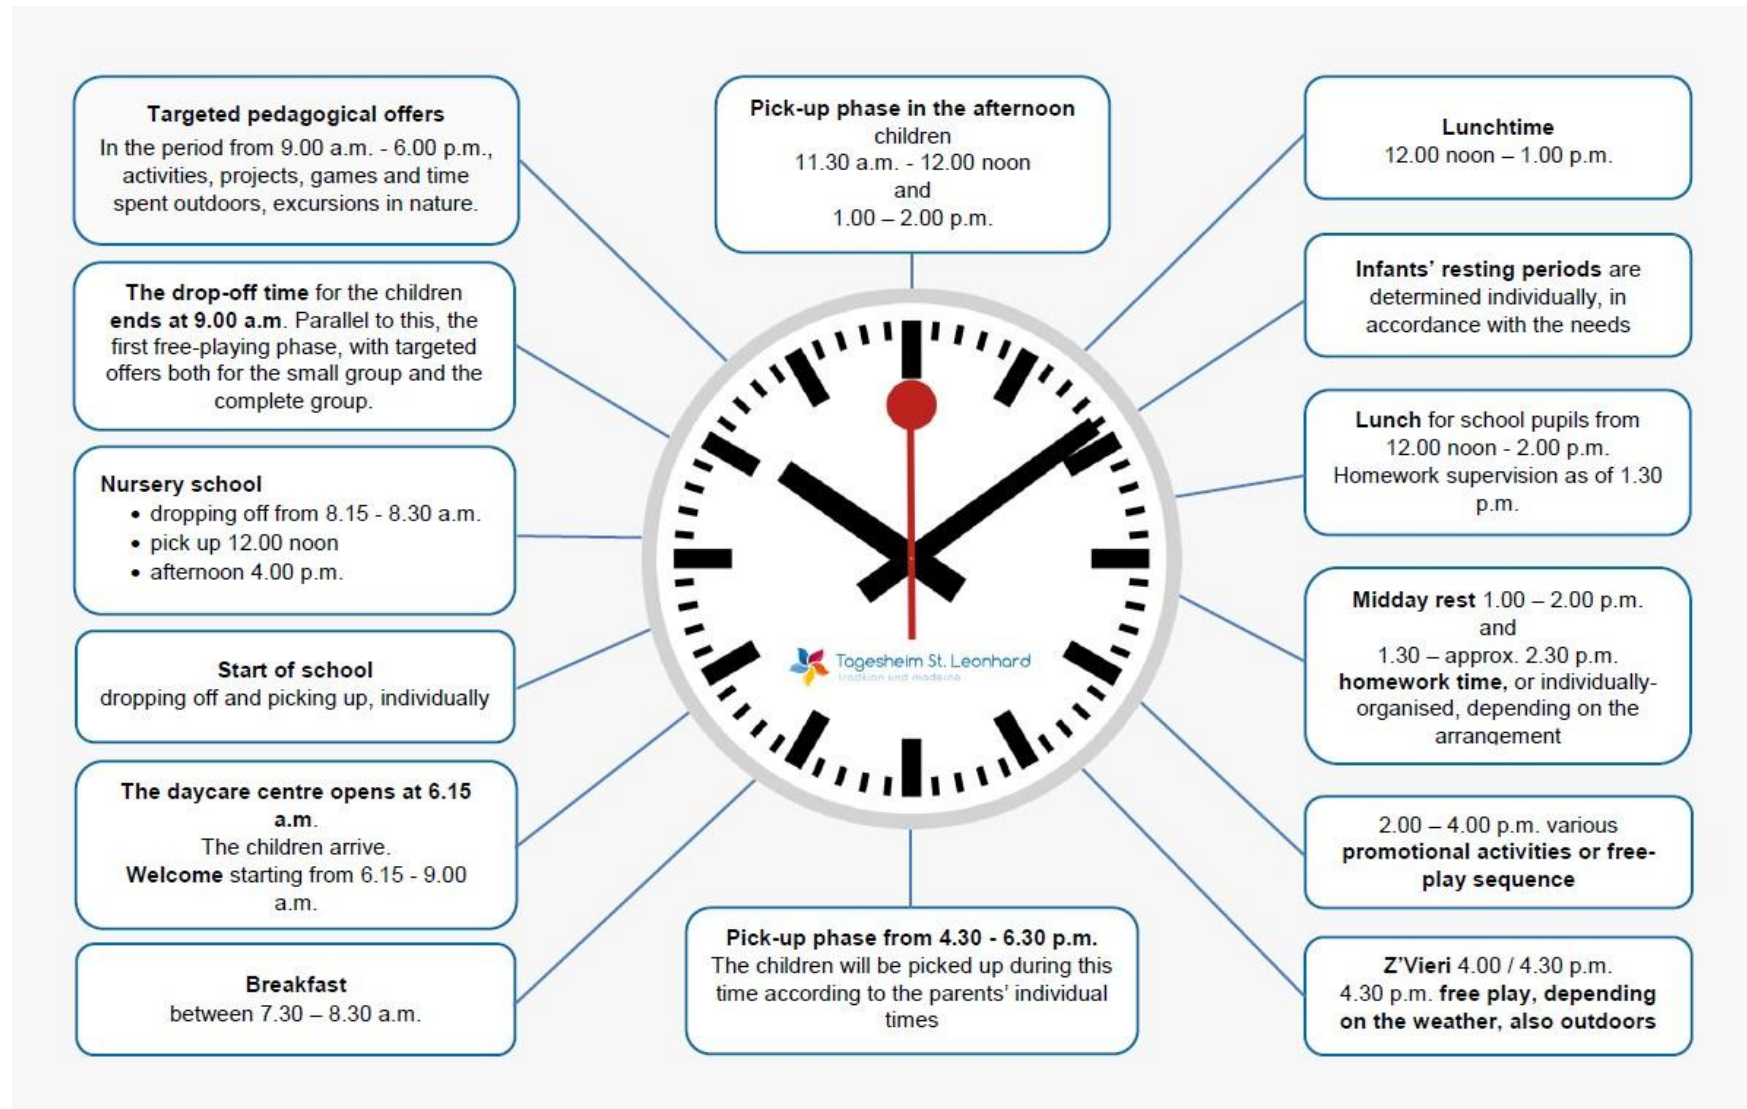 Targeted pedagogical offers
In the period from 9.00 a.m. - 6.00 p.m.,
activities, projects, games and time
spent outdoors, excursions in nature.
The drop-off time for the children
ends at 9.00 a.m. Parallel to this, the
first free-playing phase, with targeted
offers both for the small group and the
complete group.
Nursery school
• dropping off from 8.15 - 8.30 a.m.
• pick up 12.00 noon
• afternoon 4.00 p.m.
Start of school
dropping off and picking up, individually
The daycare centre opens at 6.15
a.m.
The children arrive.
Welcome starting from 6.15 - 9.00
a.m.
Breakfast
between 7.30 – 8.30 a.m.
Pick-up phase in the afternoon
children
11.30 a.m. - 12.00 noon
and
1.00 – 2.00 p.m.
Tagesheim St. Leonhard
tradition und moderne
Pick-up phase from 4.30 - 6.30 p.m.
The children will be picked up during this
time according to the parents’ individual
times
Lunchtime
12.00 noon – 1.00 p.m.
Infants’ resting periods are
determined individually, in
accordance with the needs
Lunch for school pupils from
12.00 noon - 2.00 p.m.
Homework supervision as of 1.30
p.m.
Midday rest 1.00 – 2.00 p.m.
and
1.30 – approx. 2.30 p.m.
homework time, or individually-
organised, depending on the
arrangement
2.00 – 4.00 p.m. various
promotional activities or free-
play sequence
Z’Vieri 4.00 / 4.30 p.m.
4.30 p.m. free play, depending
on the weather, also outdoors